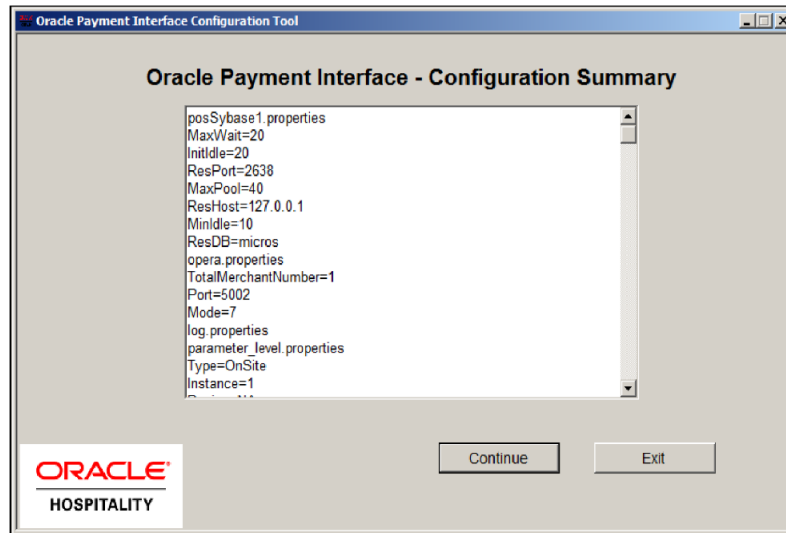 Oracle Payment Interface Configuration Tool
Oracle Payment Interface - Configuration Summary
posSybase1.properties
MaxWait=20
InitIdle=20
ResPort=2638
MaxPool=40
ResHost=127.0.0.1
MinIdle=10
ResDB=micros
opera.properties
TotalMerchantNumber=1
Port=5002
Mode=7
log.properties
parameter_level.properties
Type=OnSite
Instance=1
Continue
Exit
ORACLE
HOSPITALITY